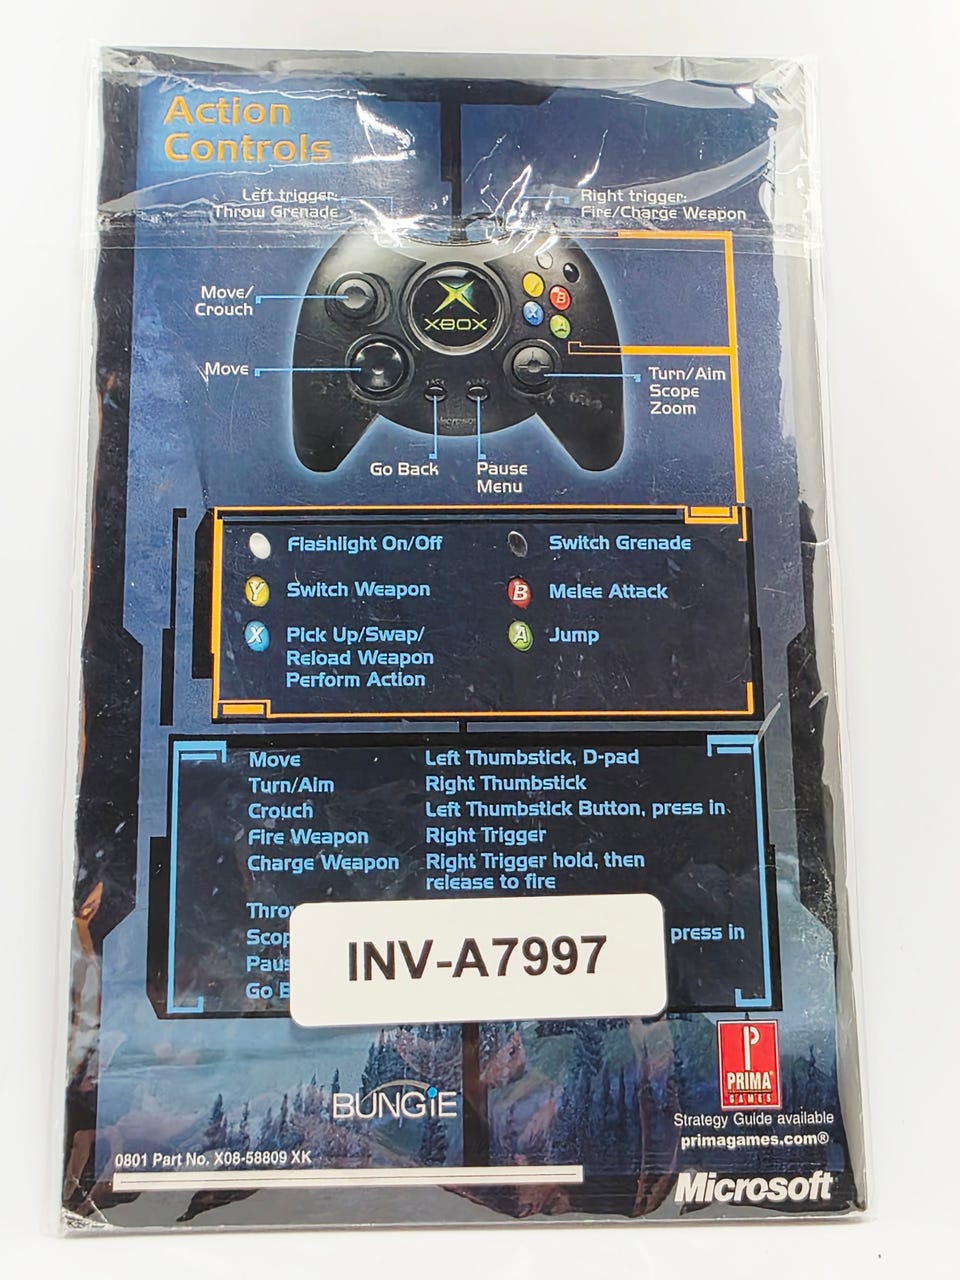 Action
Controls
Left trigger:
Throw Grenade
Right trigger:
Fire/Charge Weapon
Move/
Crouch
XBOX
Y
B
X
A
Move
Turn/Aim
Scope
Zoom
BACK
Microsoft
Go Back
Pause
Menu
Flashlight On/Off
Switch Grenade
Y
Switch Weapon
B
Melee Attack
X
Pick Up/Swap/
Reload Weapon
Perform Action
A
Jump
Move Left Thumbstick, D-pad
Turn/Aim Right Thumbstick
Crouch Left Thumbstick Button, press in
Fire Weapon Right Trigger
Charge Weapon Right Trigger hold, then
release to fire
press in
Go
INV-A7997
BUNGiE
P
PRIMA®
GAMES
Strategy Guide available
primagames.com®
0801 Part No. X08-58809 XK
Microsoft